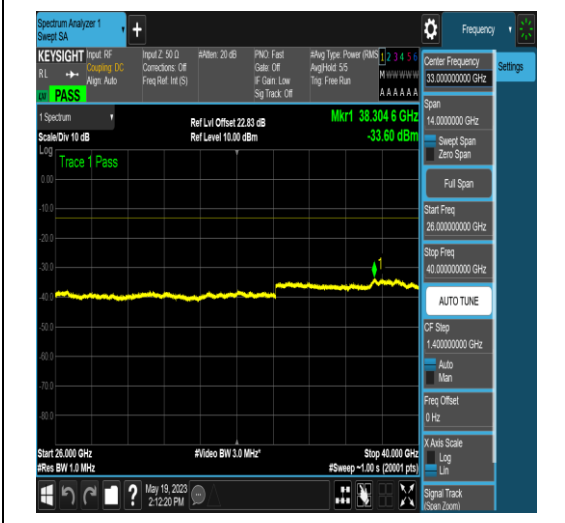 Spectrum Analyzer 1
Swept SA
Frequency
KEYSIGHT
RL
Input: RF
Coupling: DC
Align: Auto
Input Z: 50 Ω
Corrections: Off
Freq Ref: Int (S)
#Atten: 20 dB
PNO: Fast
Gate: Off
IF Gain: Low
Sig Track: Off
#Avg Type: Power (RMS
Avg|Hold: 5/5
Trig: Free Run
1 2 3 4 5 6
M W W W W W
A A A A A A
PASS
1 Spectrum
Scale/Div 10 dB
Ref Lvl Offset 22.83 dB
Ref Level 10.00 dBm
Mkr1 38.304 6 GHz
-33.60 dBm
Log
Trace 1 Pass
0.00
-10.0
-20.0
-30.0
-40.0
-50.0
-60.0
-70.0
-80.0
1
Start 26.000 GHz
#Res BW 1.0 MHz
#Video BW 3.0 MHz*
Stop 40.000 GHz
#Sweep ~1.00 s (20001 pts)
May 19, 2023
2:12:20 PM
Center Frequency
33.000000000 GHz
Settings
Span
14.0000000 GHz
Swept Span
Zero Span
Full Span
Start Freq
26.000000000 GHz
Stop Freq
40.000000000 GHz
AUTO TUNE
CF Step
1.400000000 GHz
Auto
Man
Freq Offset
0 Hz
X Axis Scale
Log
Lin
Signal Track
(Span Zoom)